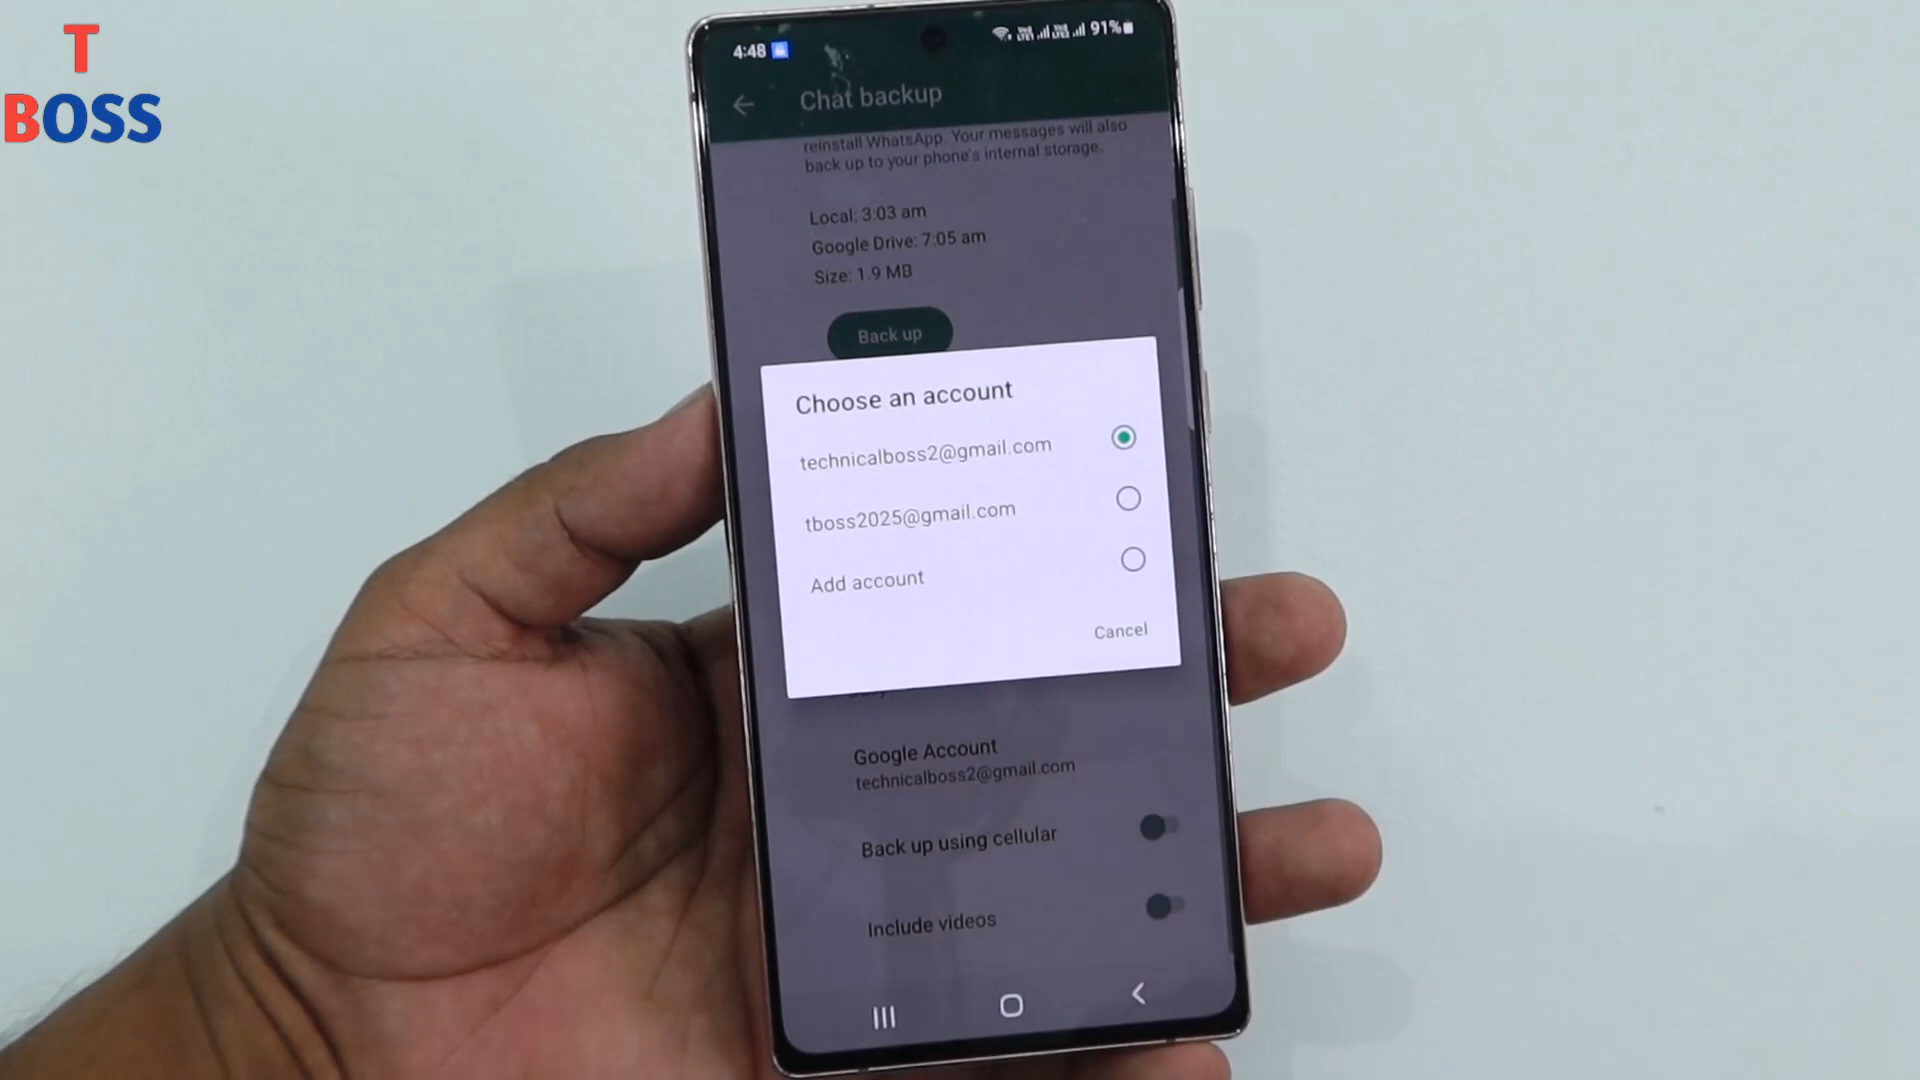 T
BOSS
4:48
91%
Chat backup
reinstall WhatsApp. Your messages will also
back up to your phone's internal storage.
Local: 3:03 am
Google Drive: 7:05 am
Size: 1.9 MB
Back up
Choose an account
technicalboss2@gmail.com
tboss2025@gmail.com
Add account
Cancel
Google Account
technicalboss2@gmail.com
Back up using cellular
Include videos